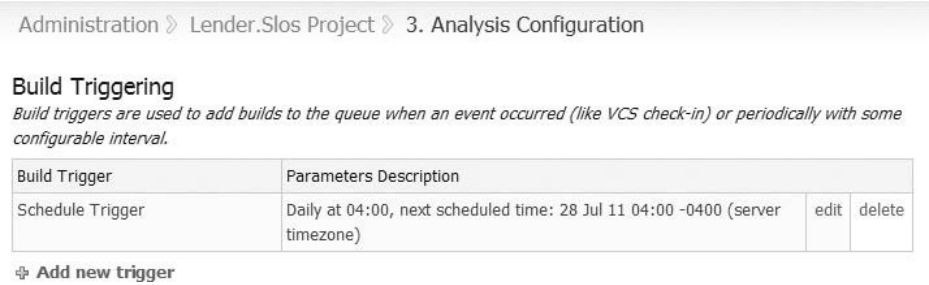 Administration » Lender.Slos Project » 3. Analysis Configuration
Build Triggering
Build triggers are used to add builds to the queue when an event occurred (like VCS check-in) or periodically with some
configurable interval.
Build Trigger Parameters Description
Schedule Trigger Daily at 04:00, next scheduled time: 28 Jul 11 04:00 -0400 (server edit delete
timezone)
Add new trigger